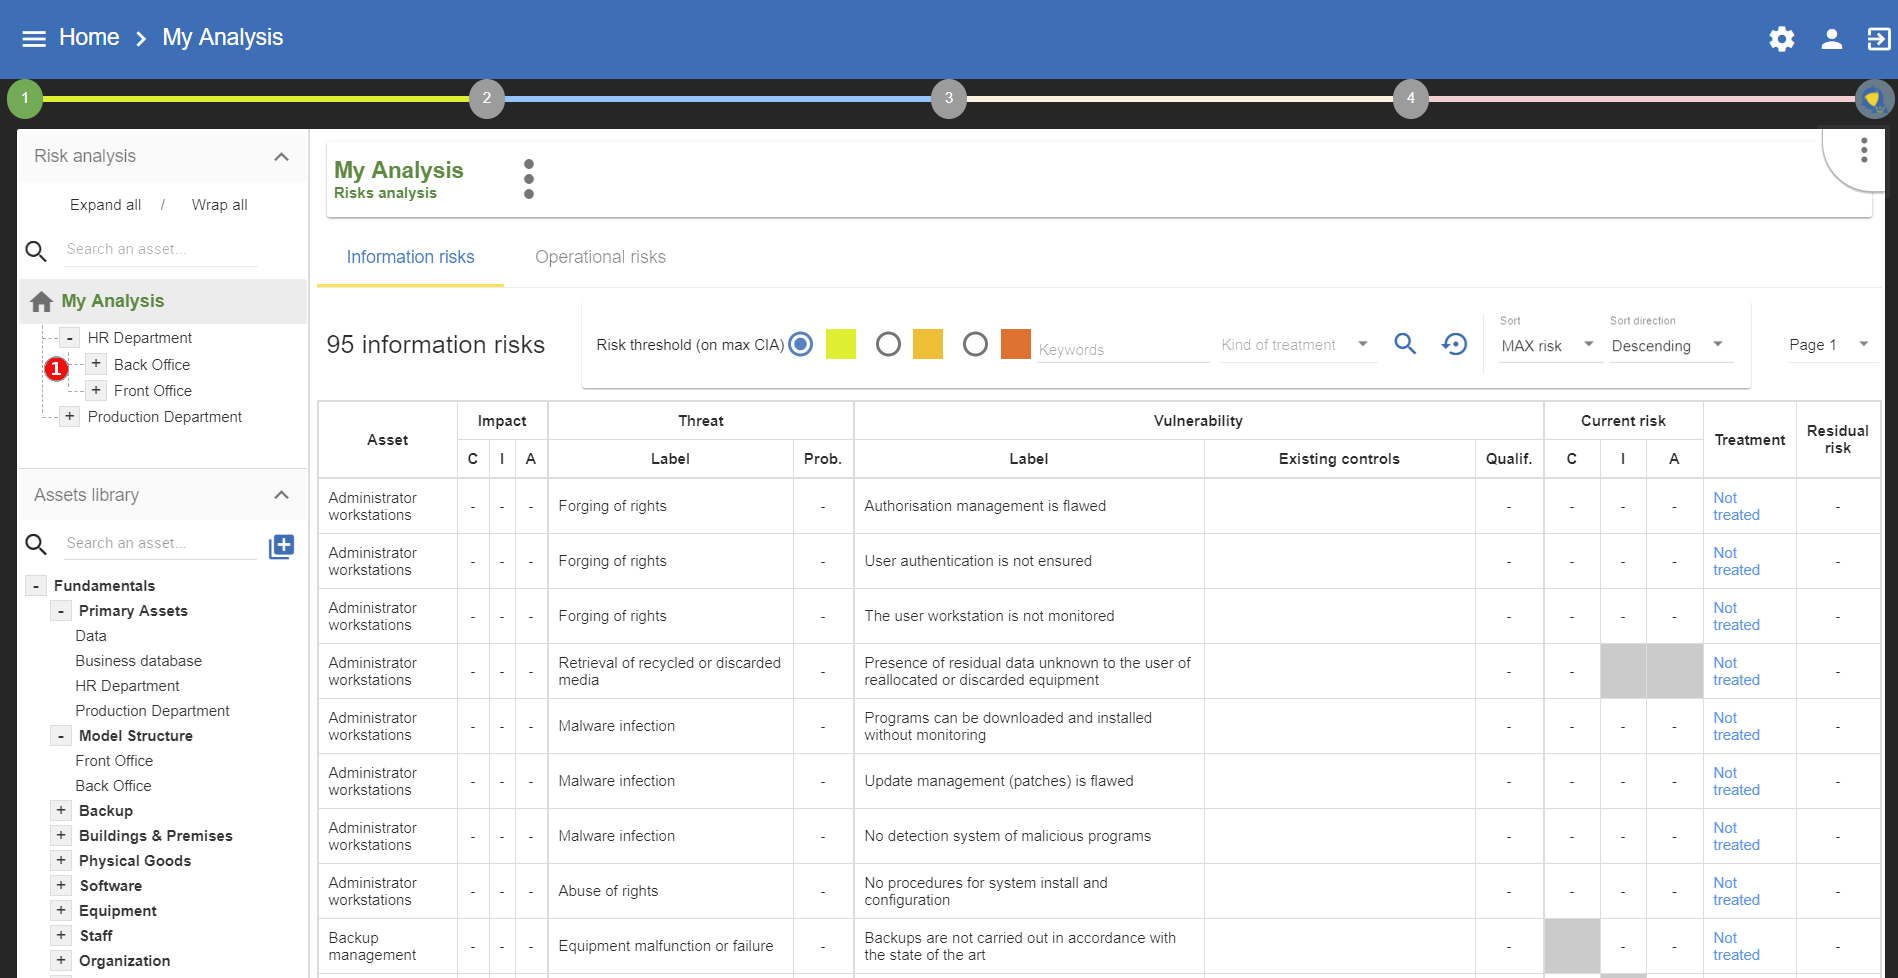 Home
My Analysis
1
2
3
4
Risk analysis
Expand all / Wrap all
Search an asset...
My Analysis
- HR Department
1
+ Back Office
+ Front Office
+ Production Department
Assets library
Search an asset...
- Fundamentals
- Primary Assets
Data
Business database
HR Department
Production Department
- Model Structure
Front Office
Back Office
+ Backup
+ Buildings & Premises
+ Physical Goods
+ Software
+ Equipment
+ Staff
+ Organization
My Analysis
Risks analysis
Information risks
Operational risks
95 information risks
Risk threshold (on max CIA)
Keywords
Kind of treatment
Sort
MAX risk
Sort direction
Descending
Page 1
Asset Impact Threat Vulnerability Current risk Treatment Residual
risk
C I A Label Prob. Label Existing controls Qualif. C I A
Administrator
workstations - - - Forging of rights - Authorisation management is flawed - - - - Not
treated -
Administrator
workstations - - - Forging of rights - User authentication is not ensured - - - - Not
treated -
Administrator
workstations - - - Forging of rights - The user workstation is not monitored - - - - Not
treated -
Administrator
workstations - - - Retrieval of recycled or discarded
media - Presence of residual data unknown to the user of
reallocated or discarded equipment - - Not
treated -
Administrator
workstations - - - Malware infection - Programs can be downloaded and installed
without monitoring - - - - Not
treated -
Administrator
workstations - - - Malware infection - Update management (patches) is flawed - - - - Not
treated -
Administrator
workstations - - - Malware infection - No detection system of malicious programs - - - - Not
treated -
Administrator
workstations - - - Abuse of rights - No procedures for system install and
configuration - - - - Not
treated -
Backup
management - - - Equipment malfunction or failure - Backups are not carried out in accordance with
the state of the art - - - Not
treated -